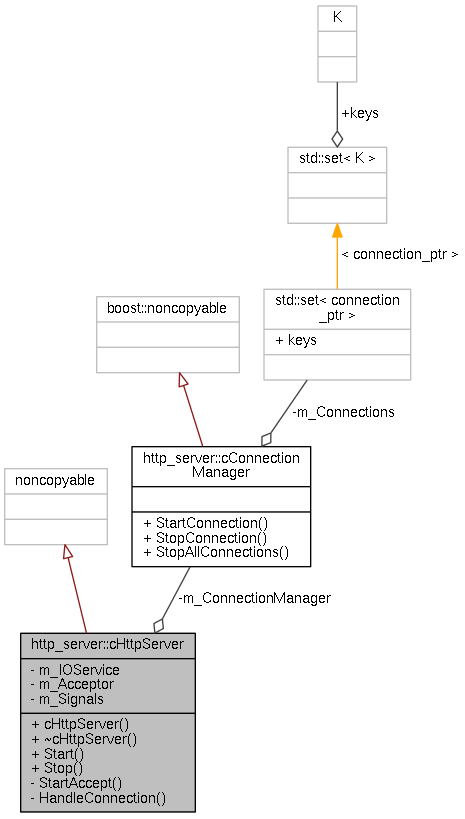 K
+keys
std::set< K >
< connection_ptr >
std::set< connection
_ptr >
+ keys
boost::noncopyable
-m_Connections
http_server::cConnection
Manager
+ StartConnection()
+ StopConnection()
+ StopAllConnections()
noncopyable
-m_ConnectionManager
http_server::cHttpServer
- m_IOService
- m_Acceptor
- m_Signals
+ cHttpServer()
+ ~cHttpServer()
+ Start()
+ Stop()
- StartAccept()
- HandleConnection()